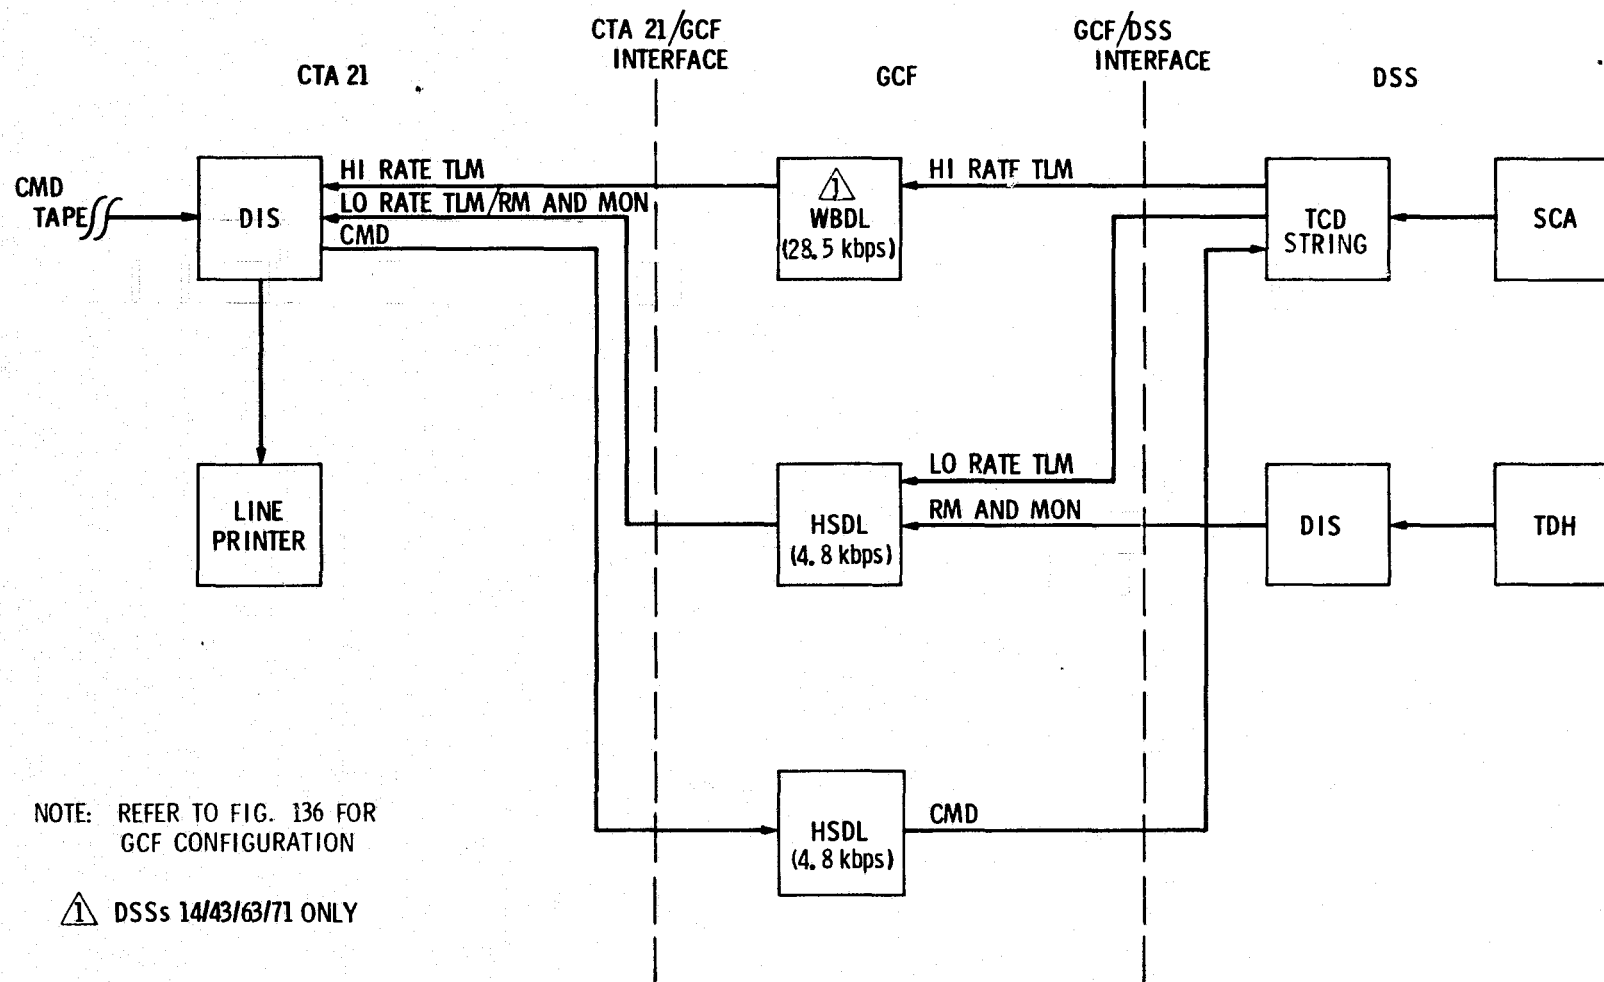 CTA 21/GCF
INTERFACE
GCF/DSS
INTERFACE
CTA 21
GCF
DSS
CMD
TAPE
DIS
HI RATE TLM
LO RATE TLM/RM AND MON
CMD
1
WBDL
(28.5 kbps)
HI RATE TLM
TCD
STRING
SCA
LINE
PRINTER
HSDL
(4.8 kbps)
LO RATE TLM
RM AND MON
DIS
TDH
HSDL
(4.8 kbps)
CMD
NOTE: REFER TO FIG. 136 FOR
GCF CONFIGURATION
1 DSSs 14/43/63/71 ONLY